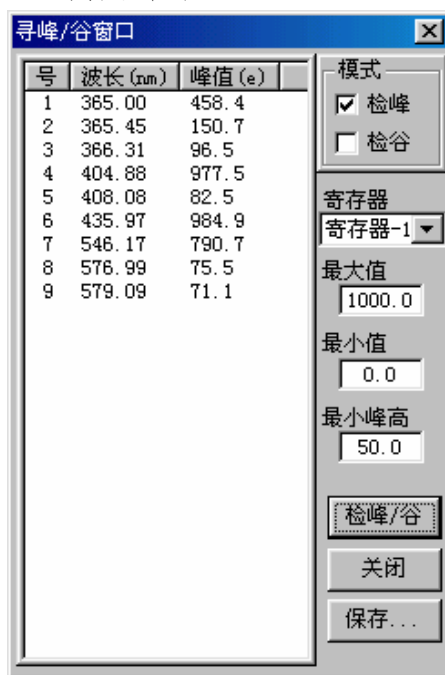 寻峰/谷窗口
号 波长(nm) 峰值(e)
1 365.00 458.4
2 365.45 150.7
3 366.31 96.5
4 404.88 977.5
5 408.08 82.5
6 435.97 984.9
7 546.17 790.7
8 576.99 75.5
9 579.09 71.1
模式
检峰
检谷
寄存器
寄存器-1
最大值
1000.0
最小值
0.0
最小峰高
50.0
检峰/谷
关闭
保存...